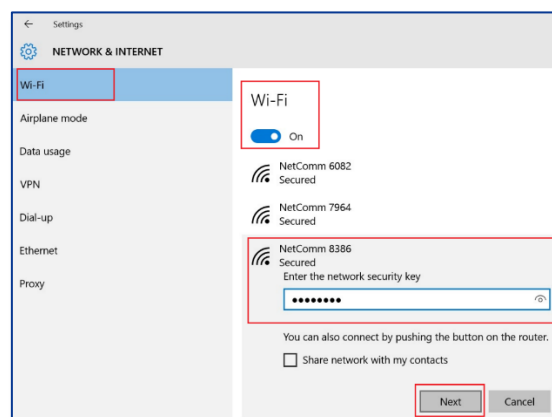 Settings
NETWORK & INTERNET
Wi-Fi
Airplane mode
Data usage
VPN
Dial-up
Ethernet
Proxy
Wi-Fi
On
NetComm 6082
Secured
NetComm 7964
Secured
NetComm 8386
Secured
Enter the network security key
••••••••
You can also connect by pushing the button on the router.
Share network with my contacts
Next Cancel